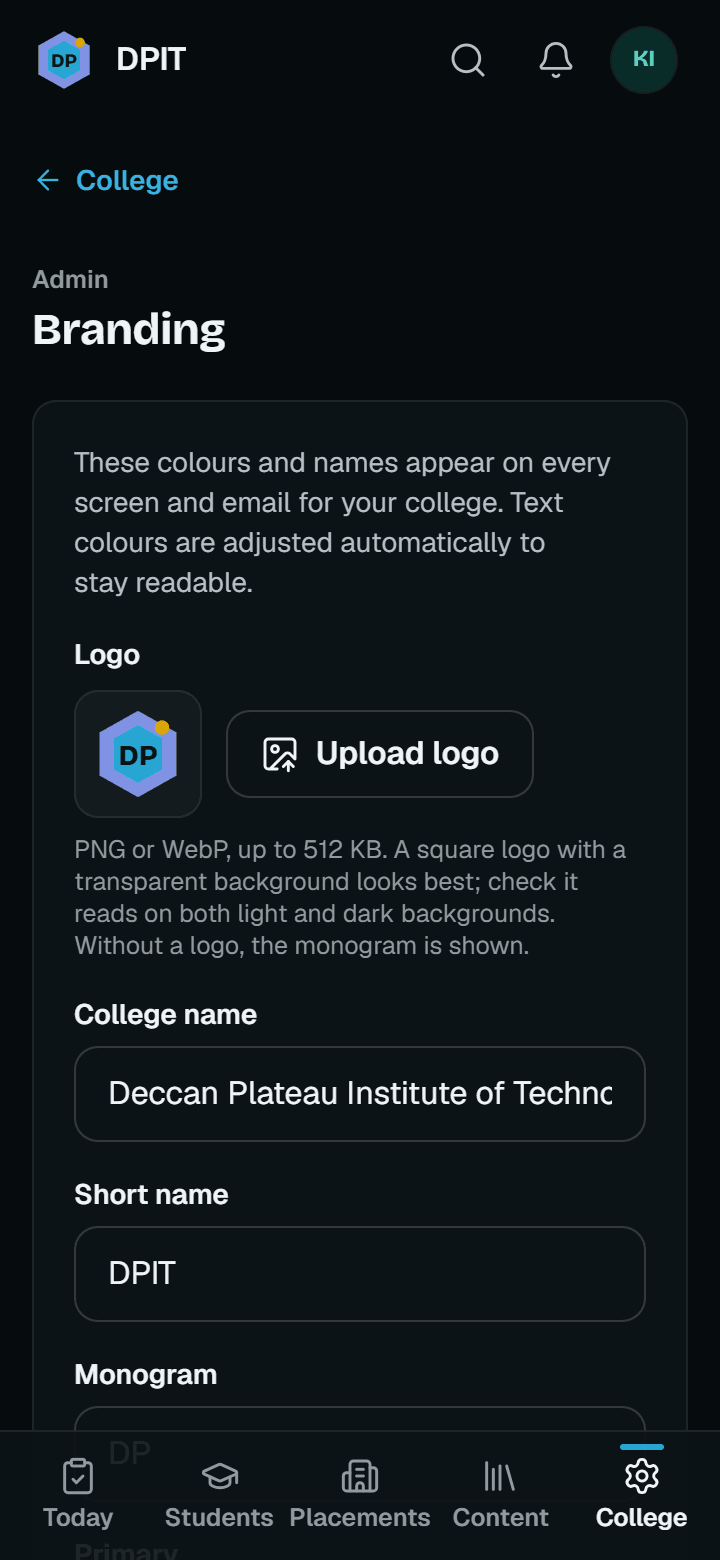 DP
DPIT
KI
College
Admin
Branding
These colours and names appear on every
screen and email for your college. Text
colours are adjusted automatically to
stay readable.
Logo
DP
Upload logo
PNG or WebP, up to 512 KB. A square logo with a
transparent background looks best; check it
reads on both light and dark backgrounds.
Without a logo, the monogram is shown.
College name
Deccan Plateau Institute of
Short name
DPIT
Monogram
DP
Today
Students
Placements
Content
College
Primary